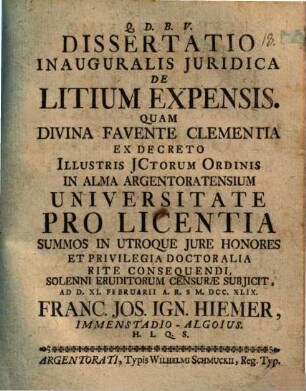 Q. D. B. V.
DISSERTATIO
INAUGURALIS JURIDICA
DE
LITIUM EXPENSIS.
QUAM
DIVINA FAVENTE CLEMENTIA
EX DECRETO
ILLUSTRIS JCTORUM ORDINIS
IN ALMA ARGENTORATENSIUM
UNIVERSITATE
PRO LICENTIA
SUMMOS IN UTROQUE JURE HONORES
ET PRIVILEGIA DOCTORALIA
RITE CONSEQUENDI,
SOLENNI ERUDITORUM CENSURÆ SUBJICIT,
AD D. XI. FEBRUARII A. R. S M. DCC. XLIX.
FRANC. JOS. IGN. HIEMER,
IMMENSTADIO-ALGOIUS.
H. L. Q. S.
ARGENTORATI, Typis WILHELMI SCHMUCKII, Reg. Typ.